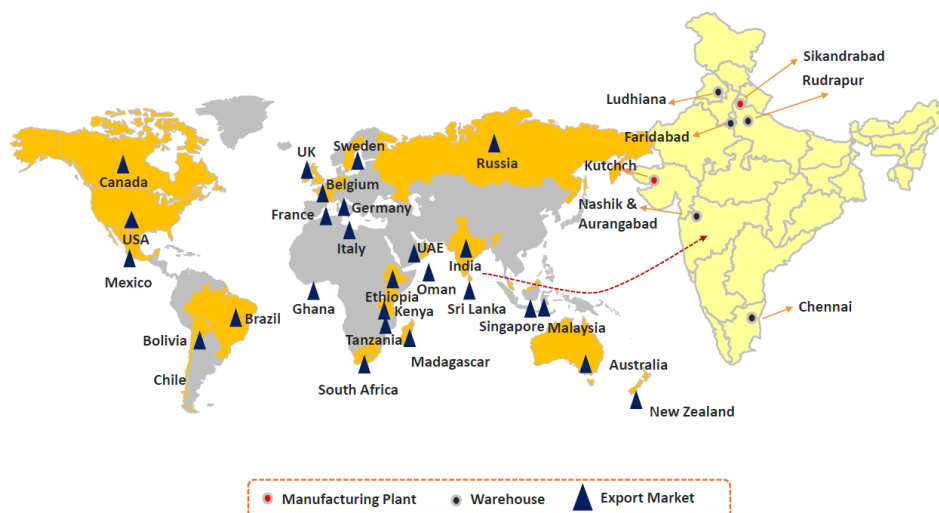 Sikandrabad
Rudrapur
Ludhiana
Faridabad
Kutchch
Nashik &
Aurangabad
Chennai
UK
Sweden
Russia
Canada
Belgium
Germany
France
USA
Italy
UAE
India
Mexico
Oman
Ghana
Ethiopia
Kenya
Sri Lanka
Brazil
Singapore
Malaysia
Bolivia
Tanzania
Madagascar
Australia
Chile
South Africa
New Zealand
Manufacturing Plant
Warehouse
Export Market